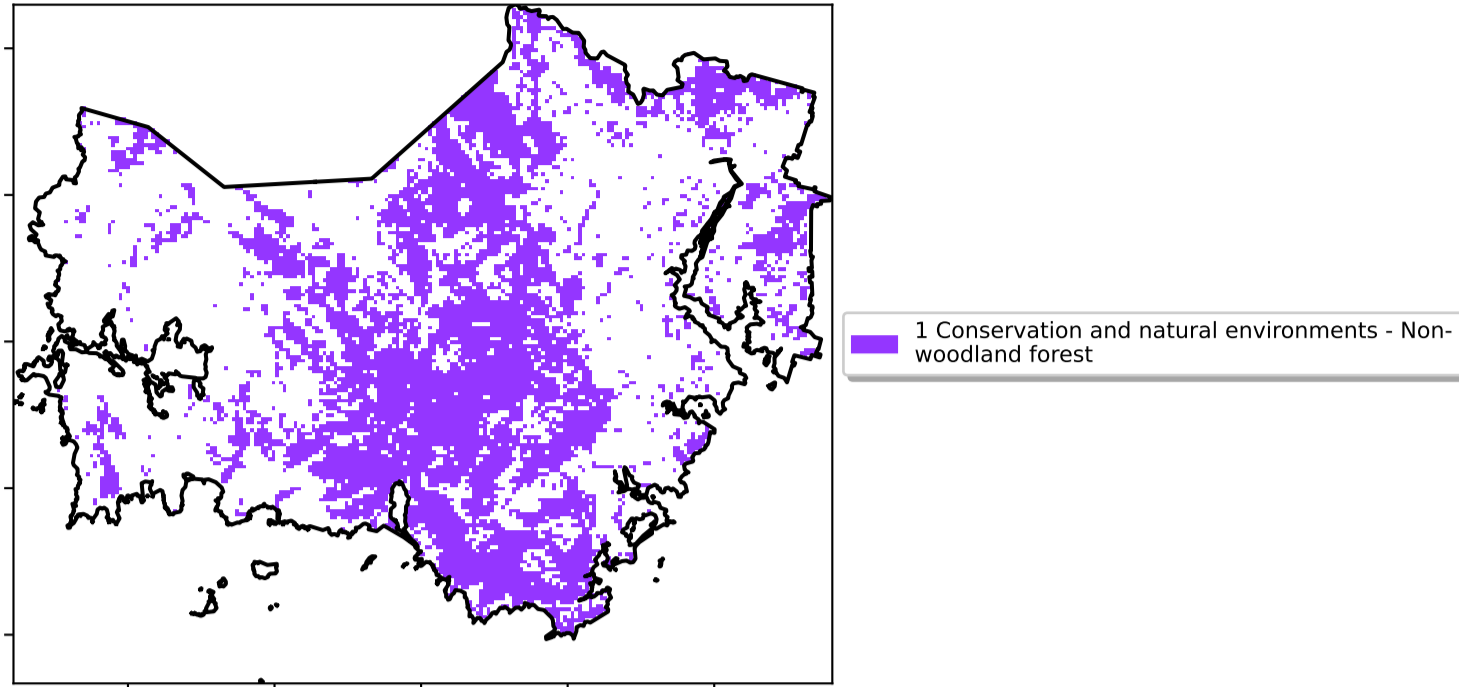 1 Conservation and natural environments - Non-
woodland forest